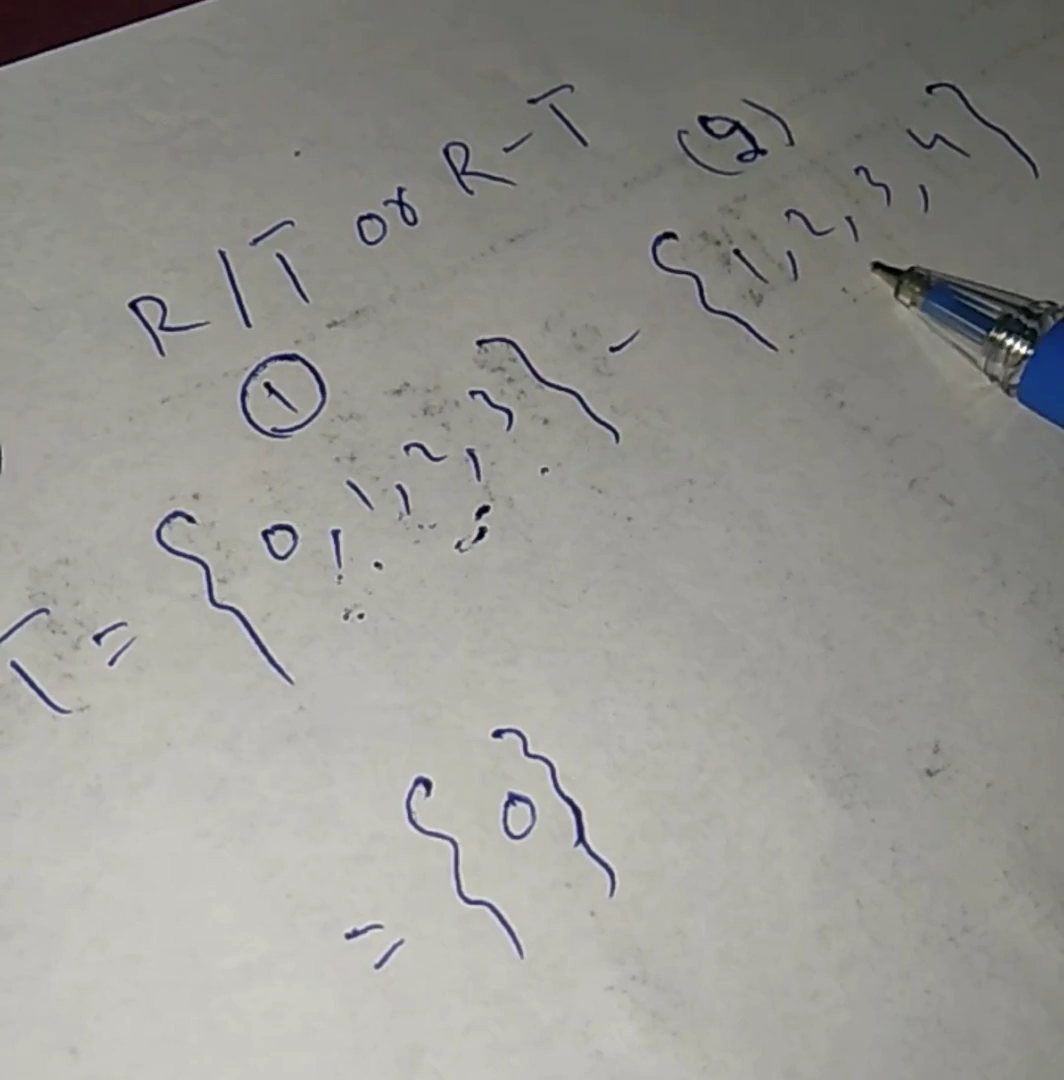 R/T or R-T (g)
①
T = {0, 1, 2, 3} - {1, 2, 3, 4}
= {0}